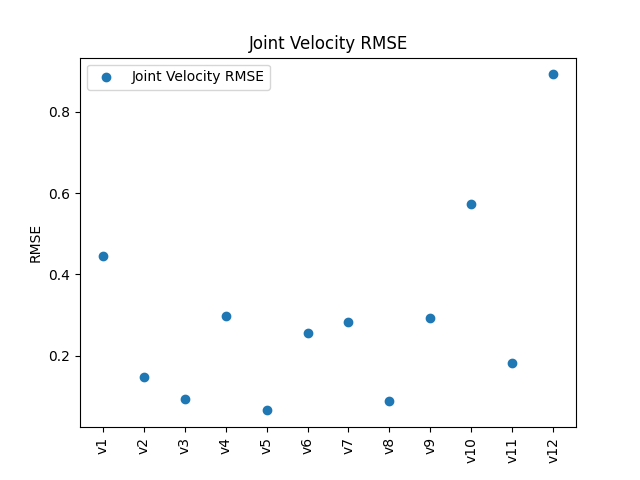 Joint Velocity RMSE
Joint Velocity RMSE
0.8
0.6
0.4
0.2
RMSE
v1
v2
v3
v4
v5
v6
v7
v8
v9
v10
v11
v12